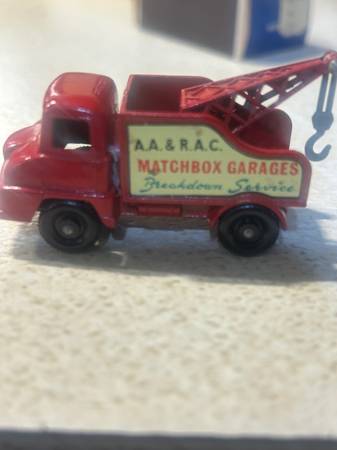 A.A. & R.A.C.
MATCHBOX GARAGES
Breakdown Service